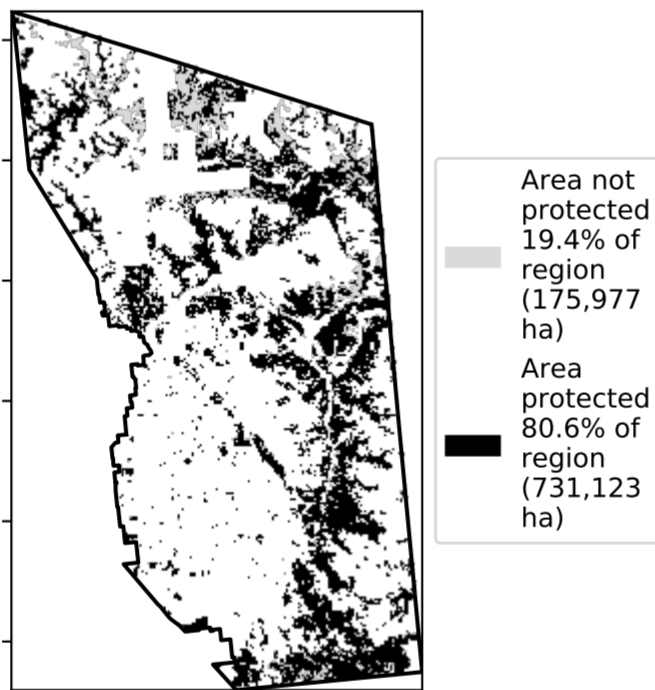 Area not
protected
19.4% of
region
(175,977
ha)
Area
protected
80.6% of
region
(731,123
ha)